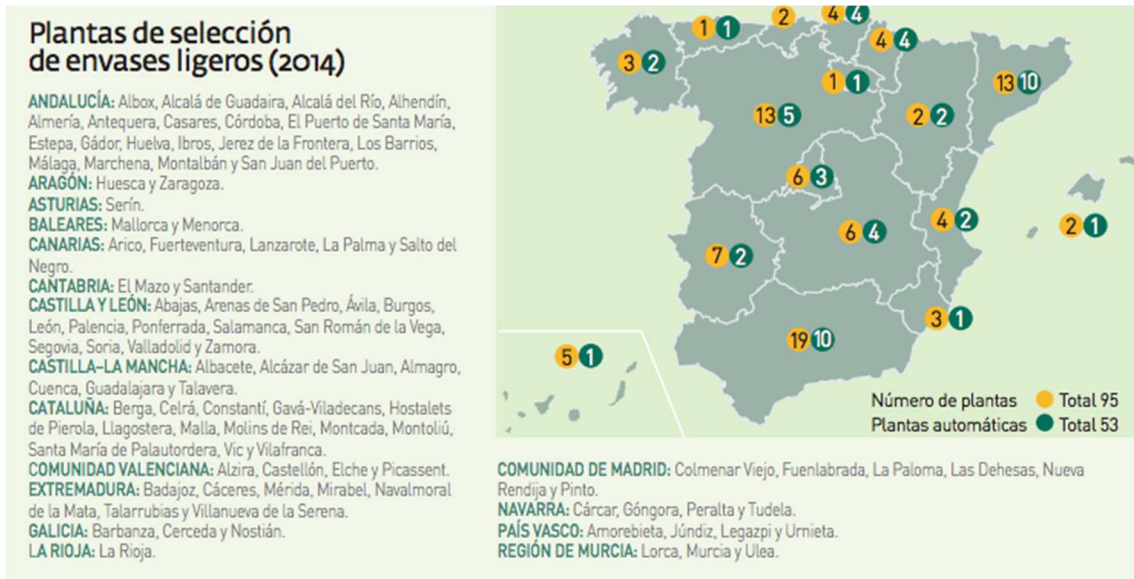 Plantas de selección
de envases ligeros (2014)
ANDALUCÍA: Albox, Alcalá de Guadaira, Alcalá del Río, Alhendín,
Almería, Antequera, Casares, Córdoba, El Puerto de Santa María,
Estepa, Gádor, Huelva, Ibros, Jerez de la Frontera, Los Barrios,
Málaga, Marchena, Montalbán y San Juan del Puerto.
ARAGÓN: Huesca y Zaragoza.
ASTURIAS: Serín.
BALEARES: Mallorca y Menorca.
CANARIAS: Arico, Fuerteventura, Lanzarote, La Palma y Salto del
Negro.
CANTABRIA: El Mazo y Santander.
CASTILLA Y LEÓN: Abajas, Arenas de San Pedro, Ávila, Burgos,
León, Palencia, Ponferrada, Salamanca, San Román de la Vega,
Segovia, Soria, Valladolid y Zamora.
CASTILLA–LA MANCHA: Albacete, Alcázar de San Juan, Almagro,
Cuenca, Guadalajara y Talavera.
CATALUÑA: Berga, Celrá, Constantí, Gavá-Viladecans, Hostalets
de Pierola, Llagostera, Malla, Molins de Rei, Montcada, Montoliú,
Santa María de Palautordera, Vic y Vilafranca.
COMUNIDAD VALENCIANA: Alzira, Castellón, Elche y Picassent.
EXTREMADURA: Badajoz, Cáceres, Mérida, Mirabel, Navalmoral
de la Mata, Talarrubias y Villanueva de la Serena.
GALICIA: Barbanza, Cerceda y Nostián.
LA RIOJA: La Rioja.
1 1
2
4 4
3 2
4 4
1 1
13 10
13 5
2 2
6 3
4 2
2 1
6 4
7 2
3 1
19 10
5 1
Número de plantas Total 95
Plantas automáticas Total 53
COMUNIDAD DE MADRID: Colmenar Viejo, Fuenlabrada, La Paloma, Las Dehesas, Nueva
Rendija y Pinto.
NAVARRA: Cárcar, Góngora, Peralta y Tudela.
PAÍS VASCO: Amorebieta, Júndiz, Legazpi y Urnieta.
REGIÓN DE MURCIA: Lorca, Murcia y Ulea.